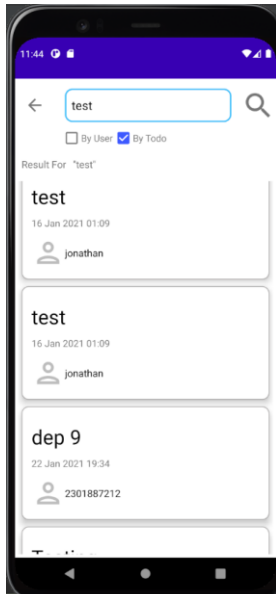 11:44
test
By User By Todo
Result For "test"
test
16 Jan 2021 01:09
jonathan
test
16 Jan 2021 01:09
jonathan
dep 9
22 Jan 2021 19:34
2301887212
Testing